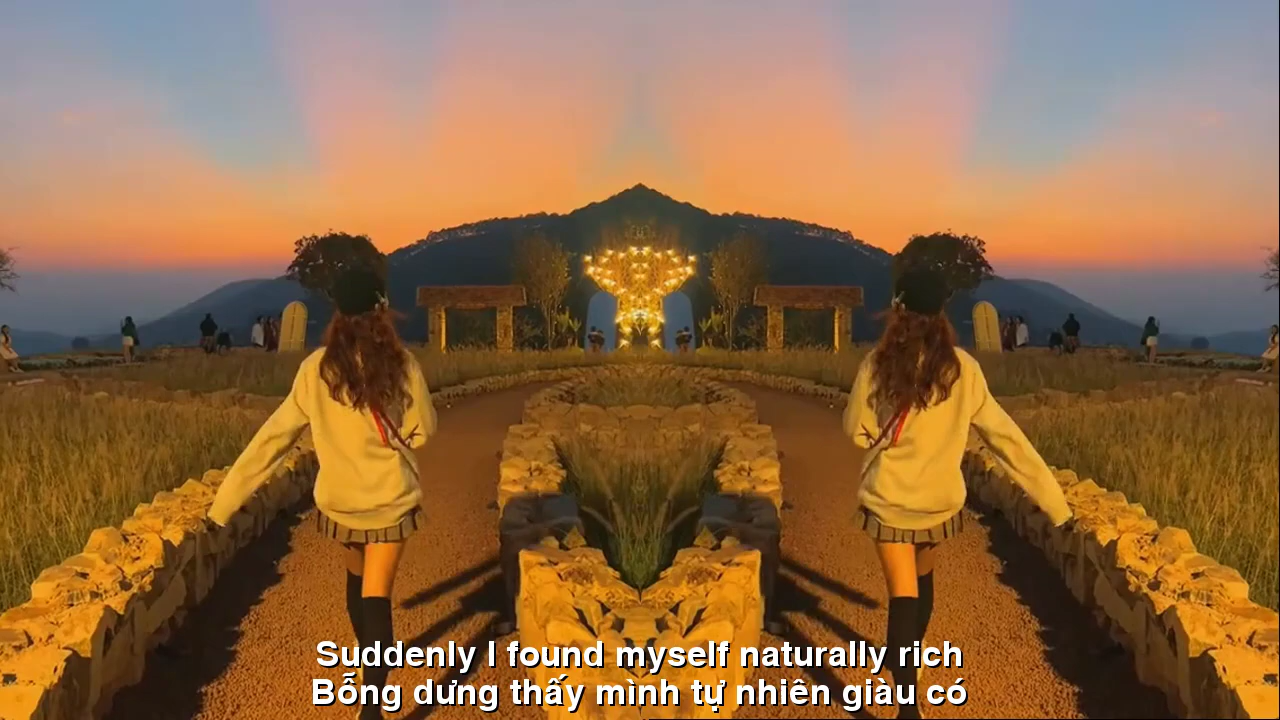 Suddenly I found myself naturally rich
Bỗng dưng thấy mình tự nhiên giàu có